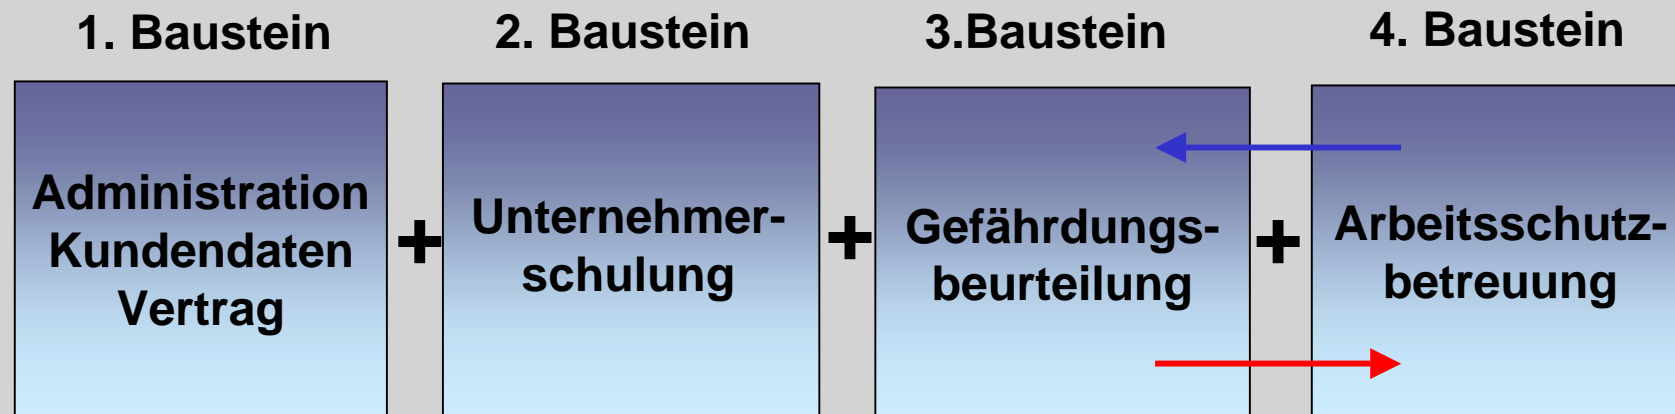 1. Baustein
2. Baustein
3.Baustein
4. Baustein
Administration
Kundendaten
Vertrag
+
Unternehmer-
schulung
+
Gefährdungs-
beurteilung
+
Arbeitsschutz-
betreuung